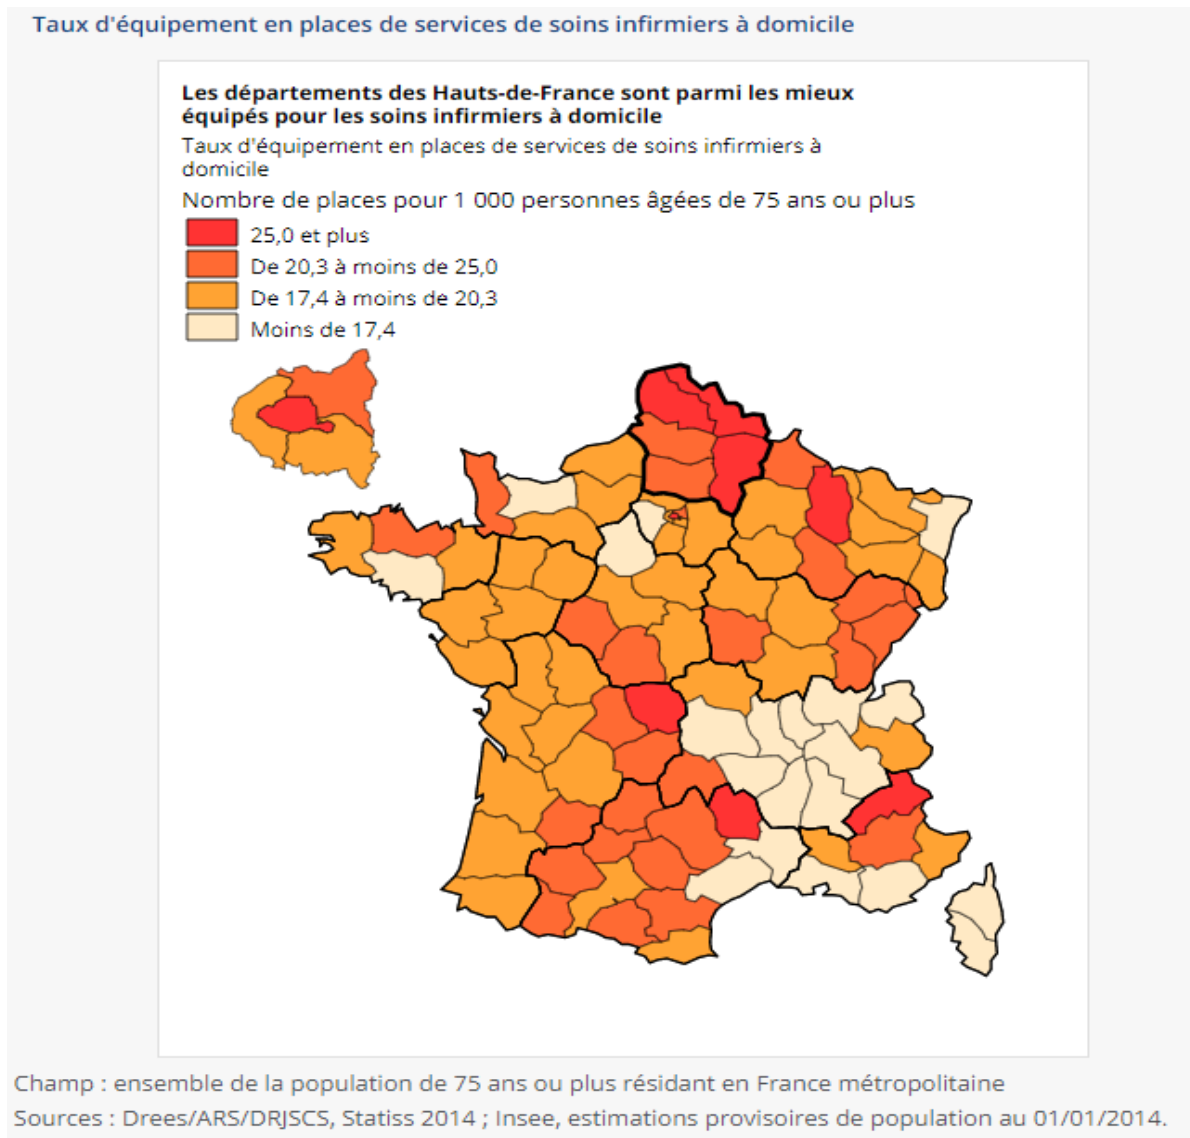 Taux d'équipement en places de services de soins infirmiers à domicile
Les départements des Hauts-de-France sont parmi les mieux
équipés pour les soins infirmiers à domicile
Taux d'équipement en places de services de soins infirmiers à
domicile
Nombre de places pour 1 000 personnes âgées de 75 ans ou plus
25,0 et plus
De 20,3 à moins de 25,0
De 17,4 à moins de 20,3
Moins de 17,4
Champ : ensemble de la population de 75 ans ou plus résidant en France métropolitaine
Sources : Drees/ARS/DRJSCS, Statiss 2014 ; Insee, estimations provisoires de population au 01/01/2014.